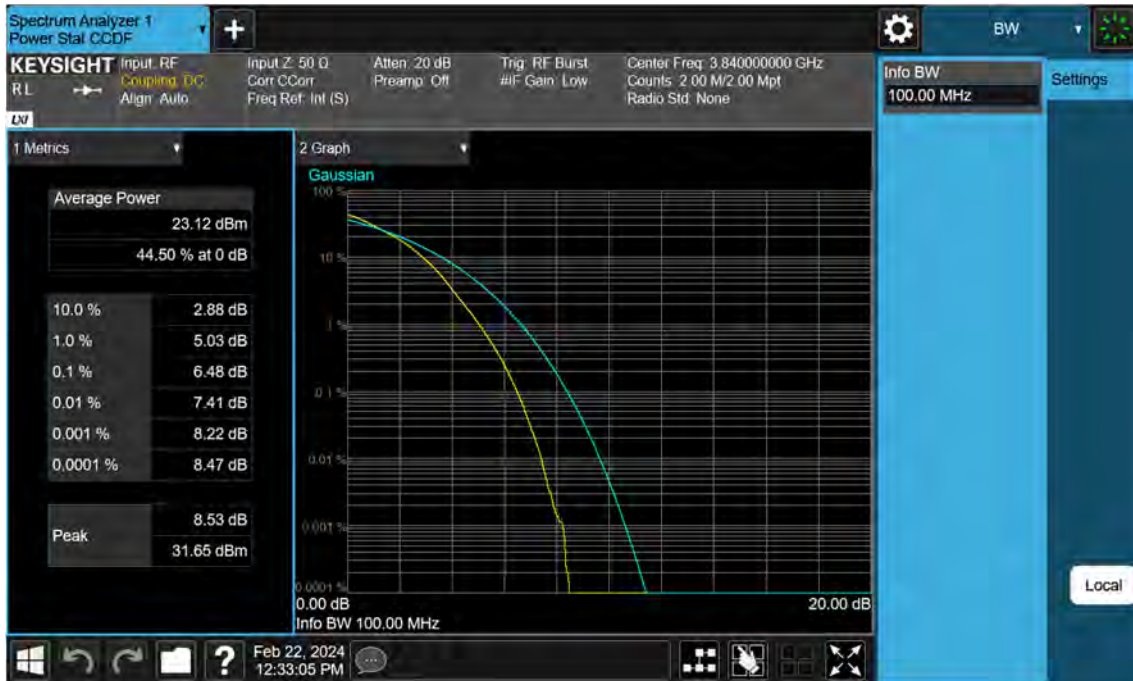 Spectrum Analyzer 1
Power Stat CCDF
+
BW
KEYSIGHT
RL
LXI
Input: RF
Coupling: DC
Align: Auto
Input Z: 50 Ω
Corr CCorr
Freq Ref: Int (S)
Atten: 20 dB
Preamp: Off
Trig: RF Burst
#IF Gain: Low
Center Freq: 3.840000000 GHz
Counts: 2.00 M/2.00 Mpt
Radio Std: None
Info BW
100.00 MHz
Settings
1 Metrics
Average Power
23.12 dBm
44.50 % at 0 dB
10.0 % 2.88 dB
1.0 % 5.03 dB
0.1 % 6.48 dB
0.01 % 7.41 dB
0.001 % 8.22 dB
0.0001 % 8.47 dB
Peak 8.53 dB
31.65 dBm
2 Graph
Gaussian
100 %
10 %
1 %
0.1 %
0.01 %
0.001 %
0.0001 %
0.00 dB 20.00 dB
Info BW 100.00 MHz
Local
?
Feb 22, 2024
12:33:05 PM